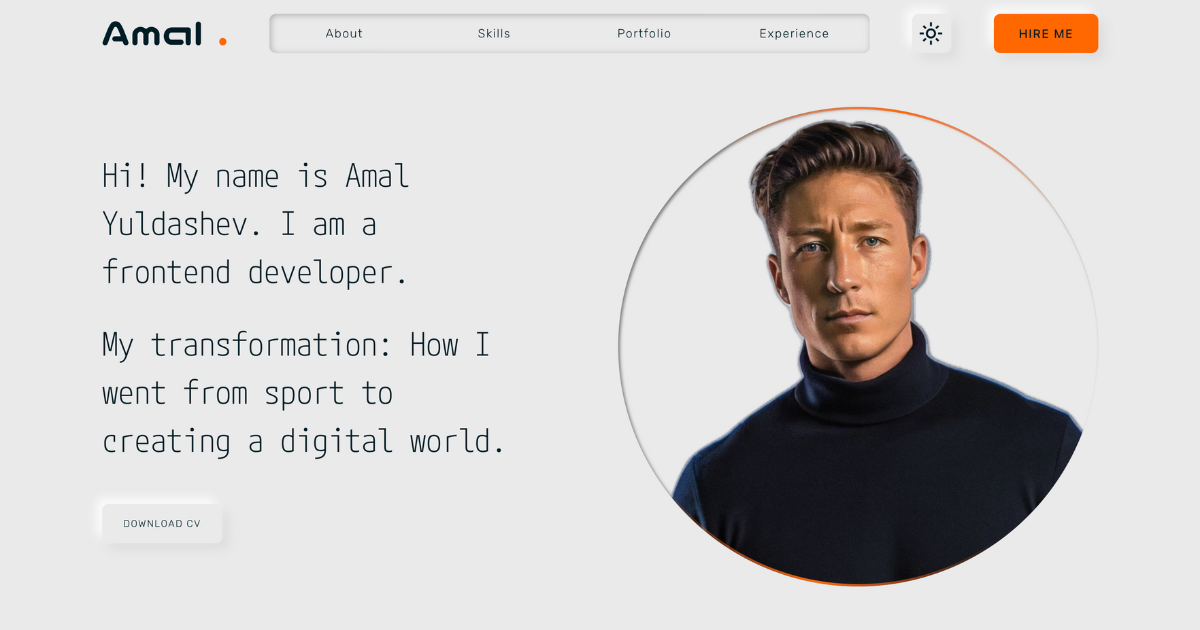 Amal.
About Skills Portfolio Experience
HIRE ME
Hi! My name is Amal
Yuldashev. I am a
frontend developer.
My transformation: How I
went from sport to
creating a digital world.
DOWNLOAD CV